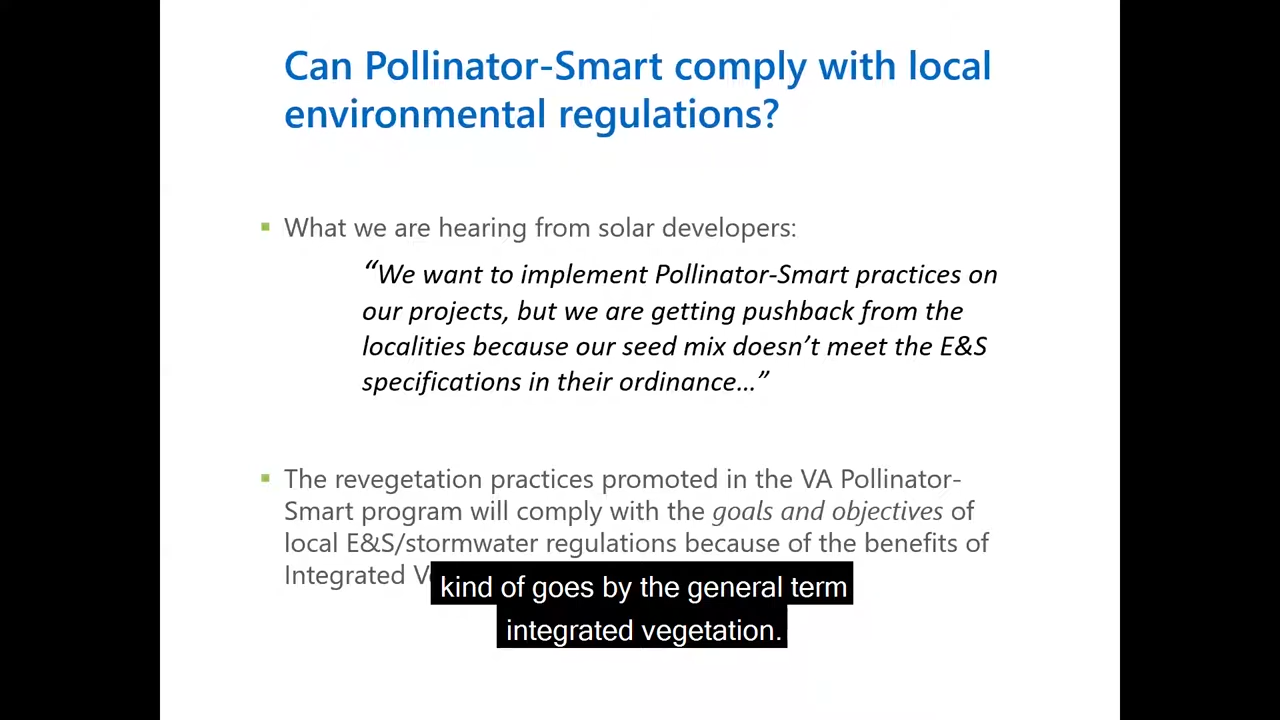 Can Pollinator-Smart comply with local
environmental regulations?
What we are hearing from solar developers:
“We want to implement Pollinator-Smart practices on
our projects, but we are getting pushback from the
localities because our seed mix doesn’t meet the E&S
specifications in their ordinance…”
The revegetation practices promoted in the VA Pollinator-
Smart program will comply with the goals and objectives of
local E&S/stormwater regulations because of the benefits of
Integrated
kind of goes by the general term
integrated vegetation.